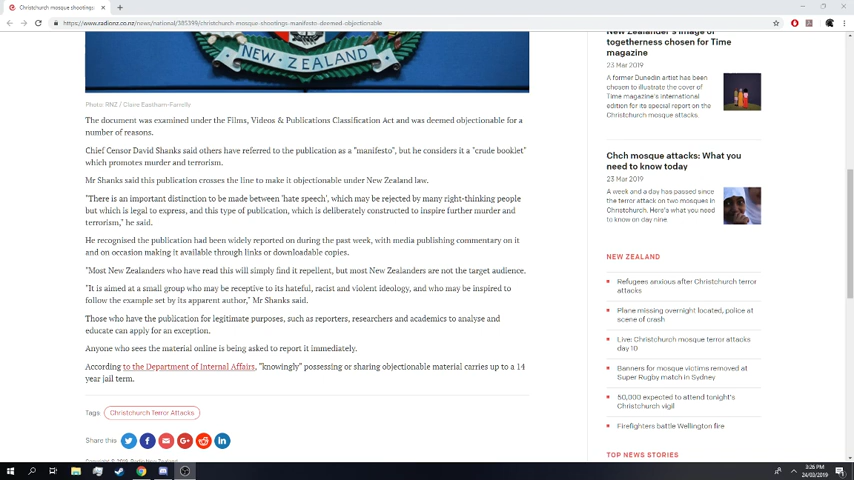 Christchurch mosque shootings
https://www.radionz.co.nz/news/national/385399/christchurch-mosque-shootings-manifesto-deemed-objectionable
NEW ZEALAND
Photo: RNZ / Claire Eastham-Farrelly
The document was examined under the Films, Videos & Publications Classification Act and was deemed objectionable for a
number of reasons.
Chief Censor David Shanks said others have referred to the publication as a "manifesto", but he considers it a "crude booklet"
which promotes murder and terrorism.
Mr Shanks said this publication crosses the line to make it objectionable under New Zealand law.
"There is an important distinction to be made between 'hate speech', which may be rejected by many right-thinking people
but which is legal to express, and this type of publication, which is deliberately constructed to inspire further murder and
terrorism," he said.
He recognised the publication had been widely reported on during the past week, with media publishing commentary on it
and on occasion making it available through links or downloadable copies.
"Most New Zealanders who have read this will simply find it repellent, but most New Zealanders are not the target audience.
"It is aimed at a small group who may be receptive to its hateful, racist and violent ideology, and who may be inspired to
follow the example set by its apparent author," Mr Shanks said.
Those who have the publication for legitimate purposes, such as reporters, researchers and academics to analyse and
educate can apply for an exception.
Anyone who sees the material online is being asked to report it immediately.
According to the Department of Internal Affairs, "knowingly" possessing or sharing objectionable material carries up to a 14
year jail term.
Tags Christchurch Terror Attacks
Share this
New Zealander's image of
togetherness chosen for Time
magazine
23 Mar 2019
A former Dunedin artist has been
chosen to illustrate the cover of
Time magazine's international
edition for its special report on the
Christchurch mosque attacks.
Chch mosque attacks: What you
need to know today
23 Mar 2019
A week and a day has passed since
the terror attack on two mosques in
Christchurch. Here's what you need
to know on day nine.
NEW ZEALAND
Refugees anxious after Christchurch terror
attacks
Plane missing overnight located, police at
scene of crash
Live: Christchurch mosque terror attacks
day 10
Banners for mosque victims removed at
Super Rugby match in Sydney
50,000 expected to attend tonight's
Christchurch vigil
Firefighters battle Wellington fire
TOP NEWS STORIES
3:26 PM
24/03/2019